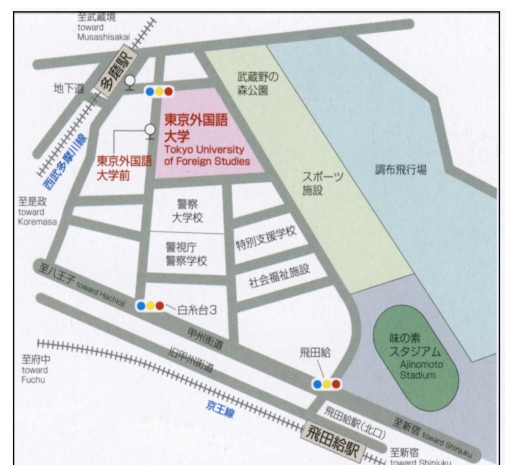 至武蔵境
toward
Musashisakai
多磨駅
地下道
武蔵野の
森公園
東京外国語
大学
Tokyo University
of Foreign Studies
東京外国語
大学前
西武多摩川線
調布飛行場
スポーツ
施設
至是政
toward
Koremasa
警察
大学校
特別支援学校
警視庁
警察学校
社会福祉施設
至八王子 toward Hachioji
白糸台3
甲州街道
味の素
スタジアム
Ajinomoto
Stadium
旧甲州街道
飛田給
至府中
toward
Fuchu
京王線
飛田給駅(北口)
至新宿 toward Shinjuku
飛田給駅
至新宿
toward Shinjuku